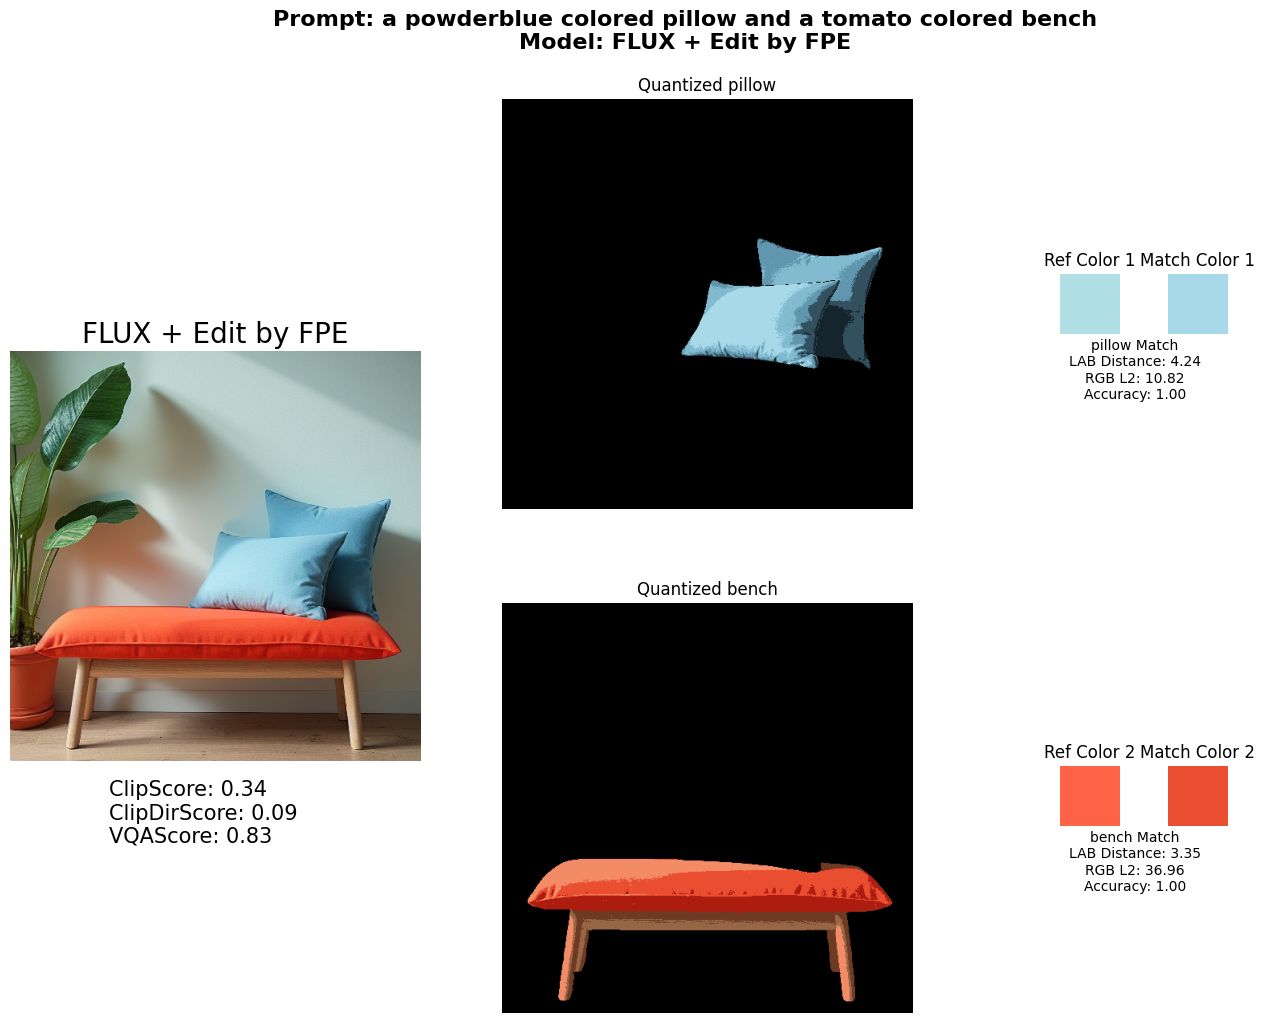 Prompt: a powderblue colored pillow and a tomato colored bench
Model: FLUX + Edit by FPE
Quantized pillow
Ref Color 1 Match Color 1
pillow Match
LAB Distance: 4.24
RGB L2: 10.82
Accuracy: 1.00
FLUX + Edit by FPE
ClipScore: 0.34
ClipDirScore: 0.09
VQAScore: 0.83
Quantized bench
Ref Color 2 Match Color 2
bench Match
LAB Distance: 3.35
RGB L2: 36.96
Accuracy: 1.00